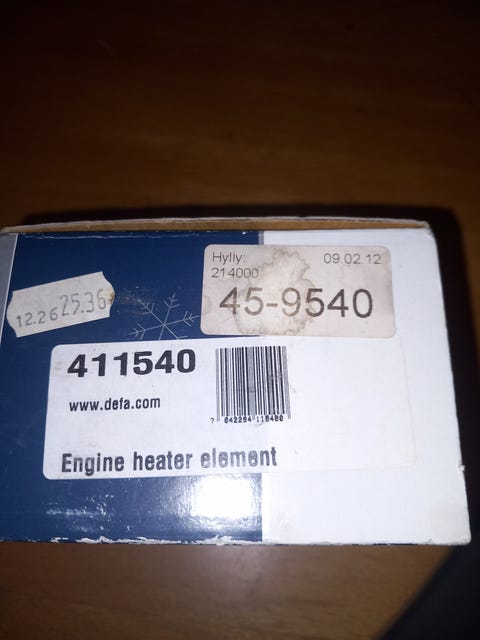 Hylly: 09.02.12
214000
45-9540
12.26 25.36
411540
www.defa.com
Engine heater element